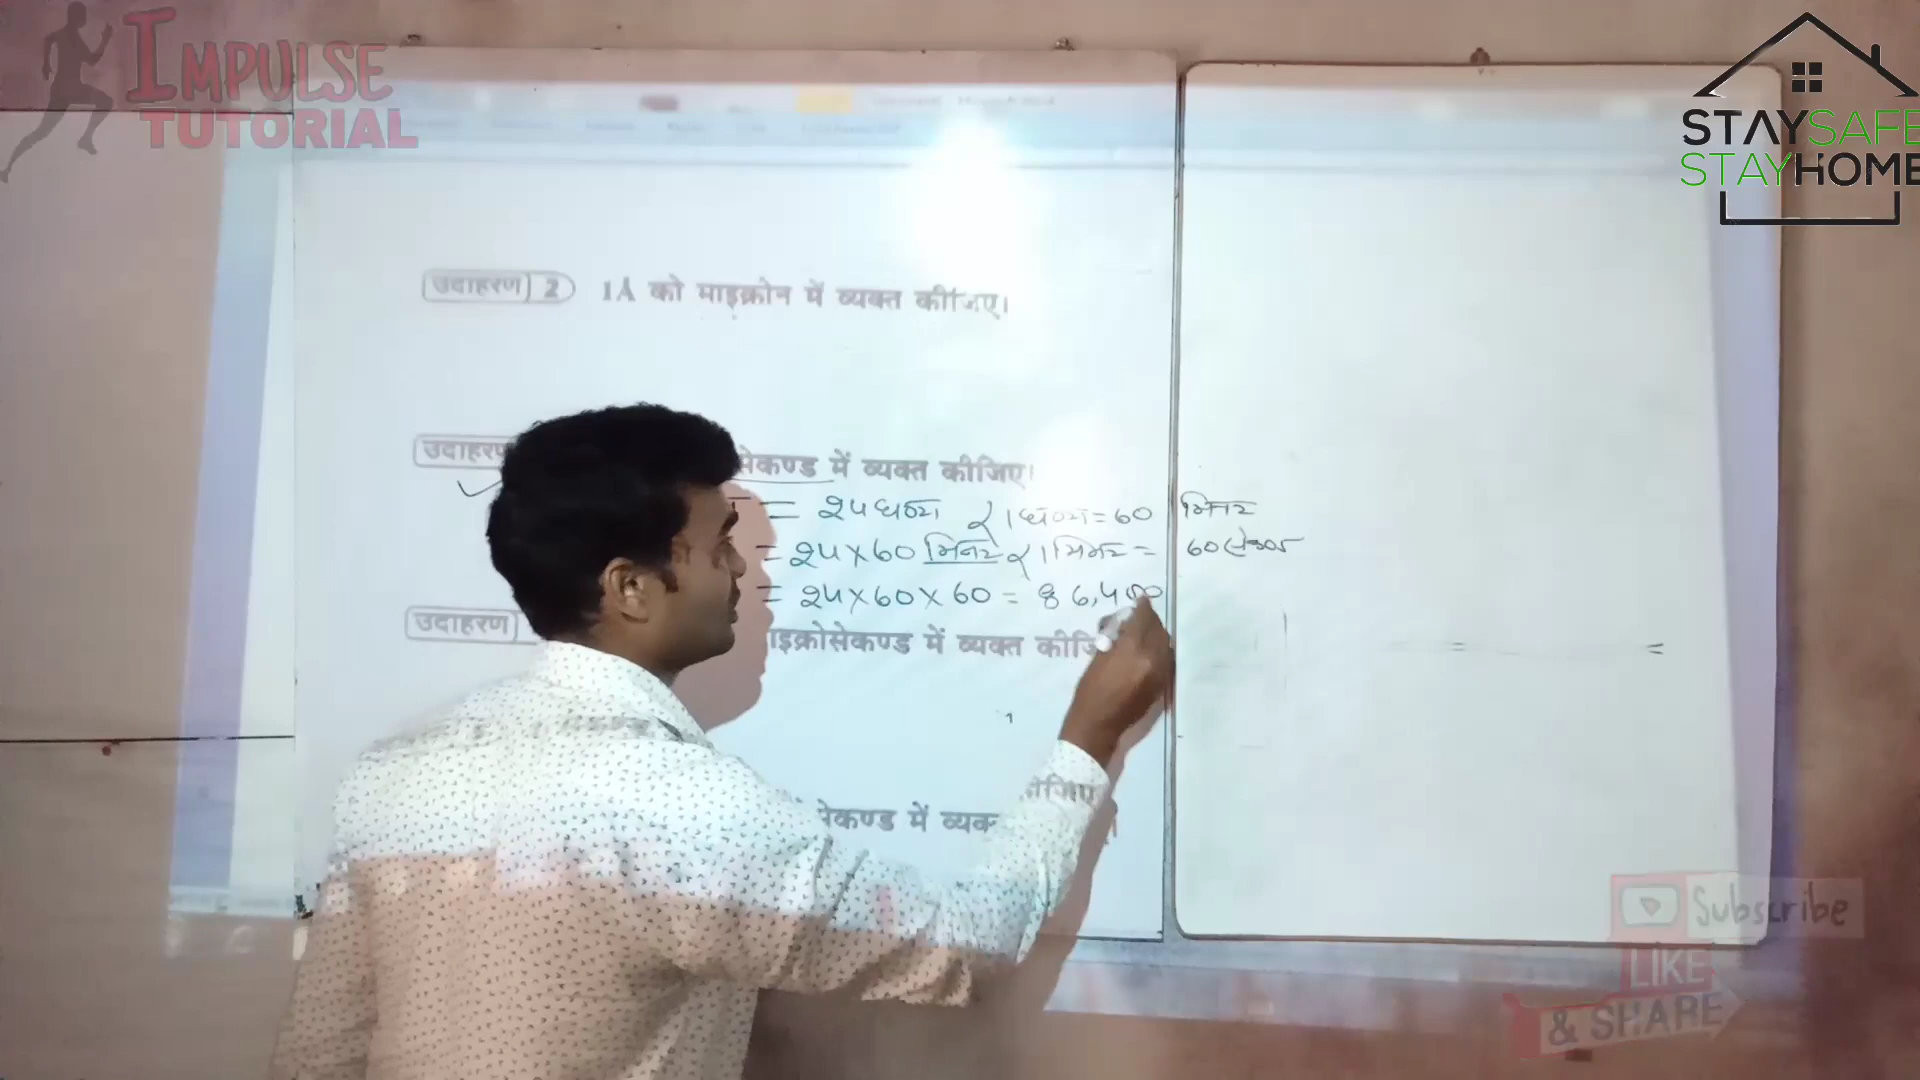 IMPULSE
TUTORIAL
STAYSAFE
STAYHOME
उदाहरण 2 1Å को माइक्रोन में व्यक्त कीजिए।
उदाहरण सेकण्ड में व्यक्त कीजिए।
= 24 घण्टा 1 घण्टा = 60 मिनट
= 24 × 60 मिनट 1 मिनट = 60 सेकण्ड
= 24 × 60 × 60 = 86,400
उदाहरण माइक्रोसेकण्ड में व्यक्त
सेकण्ड में
Subscribe
LIKE
& SHARE